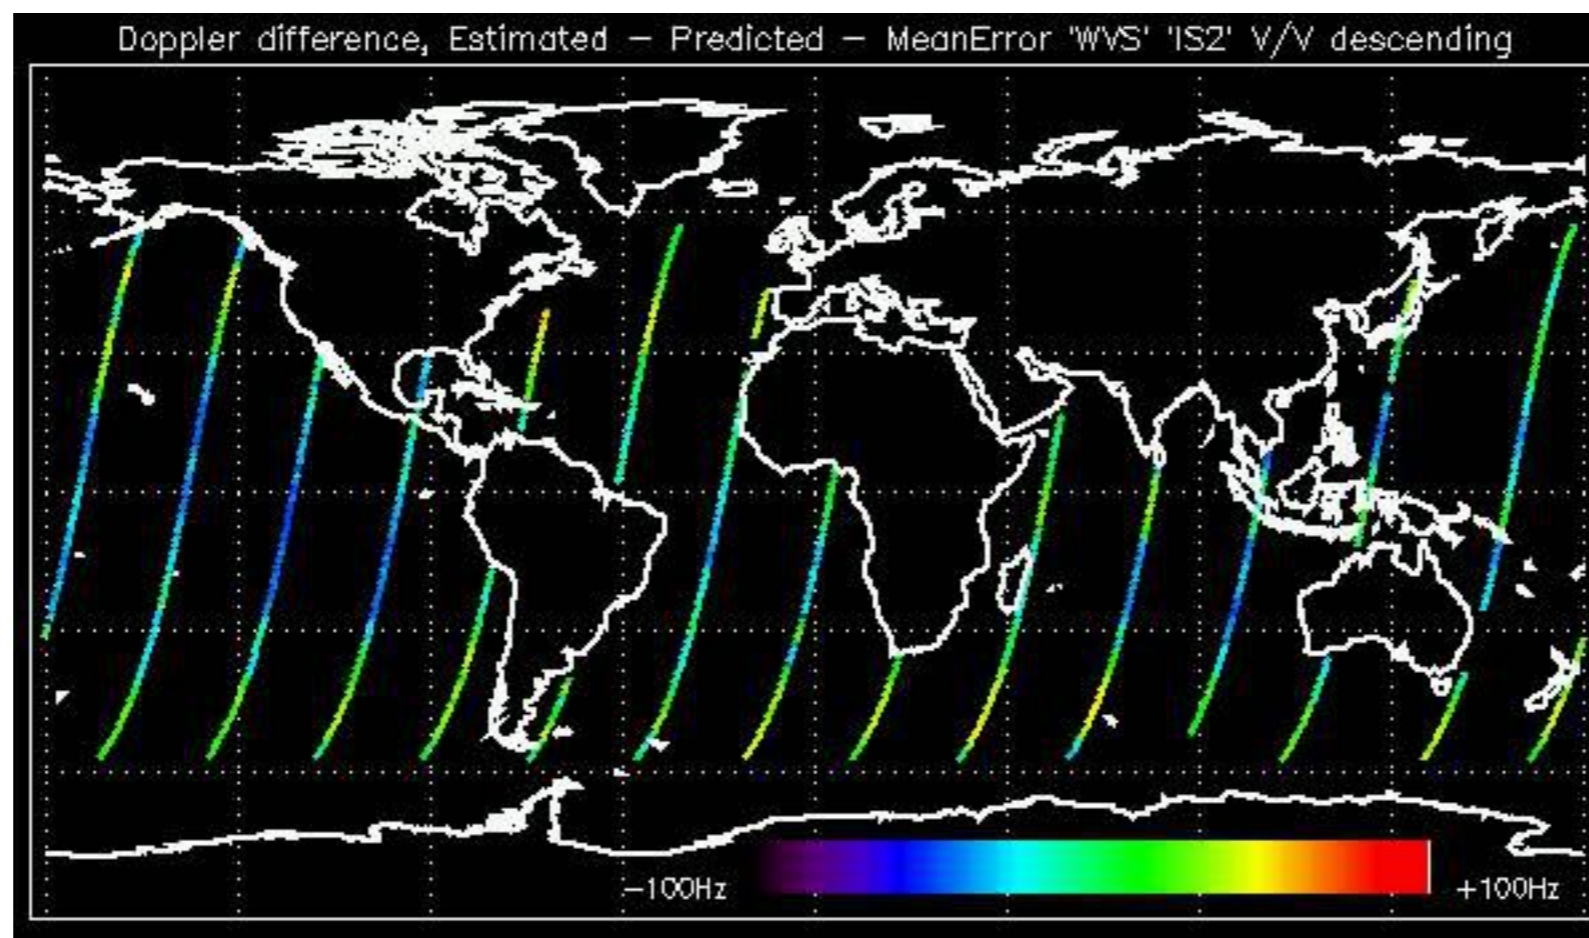 Doppler difference, Estimated - Predicted - MeanError 'WVS' 'IS2' V/V descending
-100Hz
+100Hz